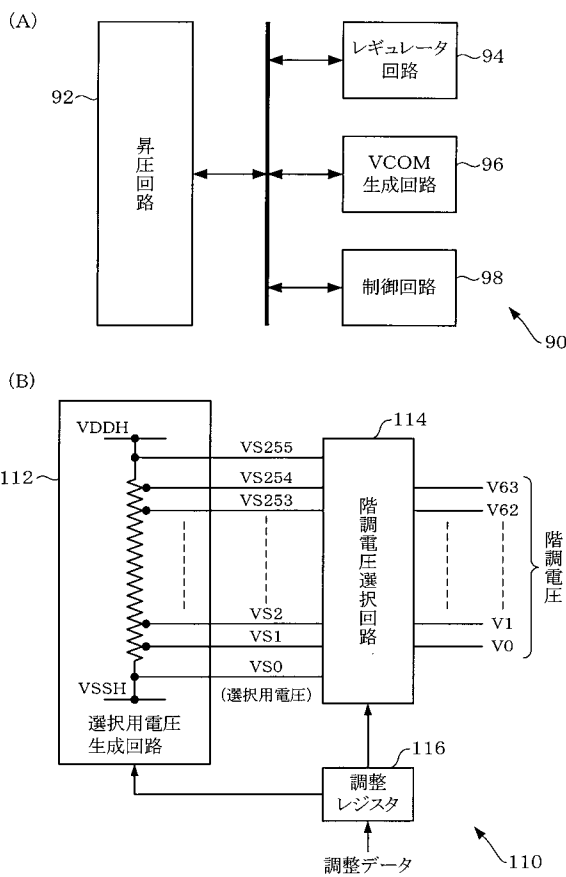 (A)
92
昇圧回路
レギュレータ
回路
94
VCOM
生成回路
96
制御回路
98
90
(B)
112
VDDH
VS255
VS254
VS253
VS2
VS1
VS0
(選択用電圧)
VSSH
選択用電圧
生成回路
114
階調電圧選択回路
V63
V62
V1
V0
階調電圧
116
調整
レジスタ
調整データ
110